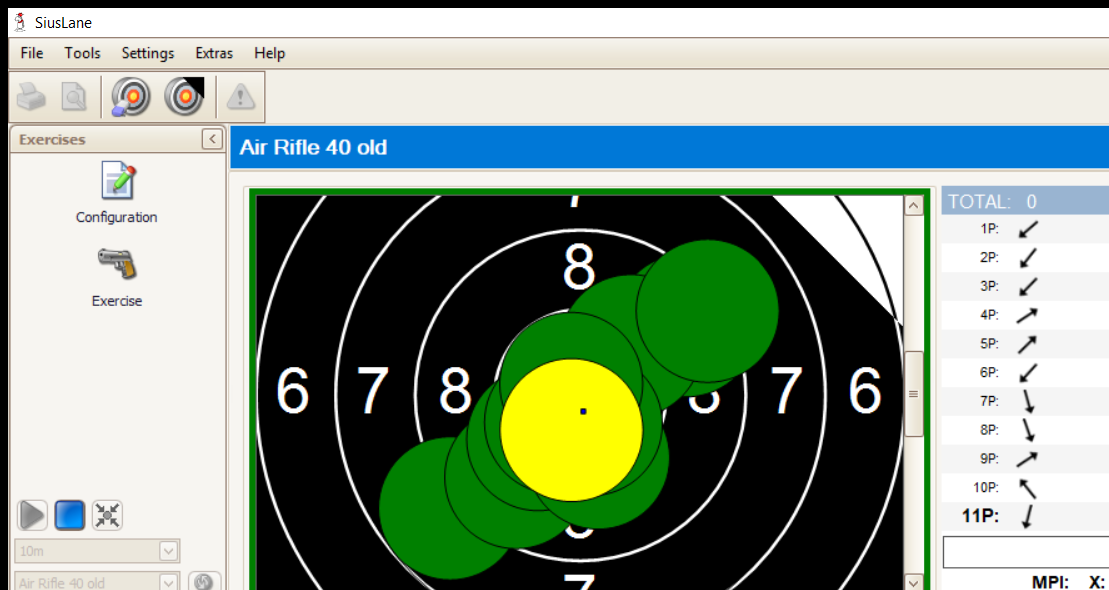 SiusLane
File Tools Settings Extras Help
Exercises
Air Rifle 40 old
Configuration
Exercise
10m
Air Rifle 40 old
7
8
6 7 8 8 7 6
8
7
TOTAL: 0
1P:
2P:
3P:
4P:
5P:
6P:
7P:
8P:
9P:
10P:
11P:
MPI: X: